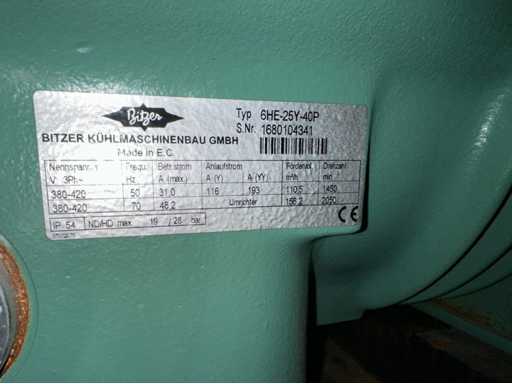 Bitzer
Typ 6HE-25Y-40P
S.Nr. 1680104341
BITZER KÜHLMASCHINENBAU GMBH
Made in E.C.
Nennspannung Frequ. Betr.strom Anlaufstrom Fördervol. Drehzahl
V 3Ph~ Hz A (max.) A (Y) A (YY) m³/h min
380-420 50 31,0 116 193 110,5 1450
380-420 70 48,2 Umrichter 156,2 2050
IP 54 ND/HD max. 19 / 28 bar CE